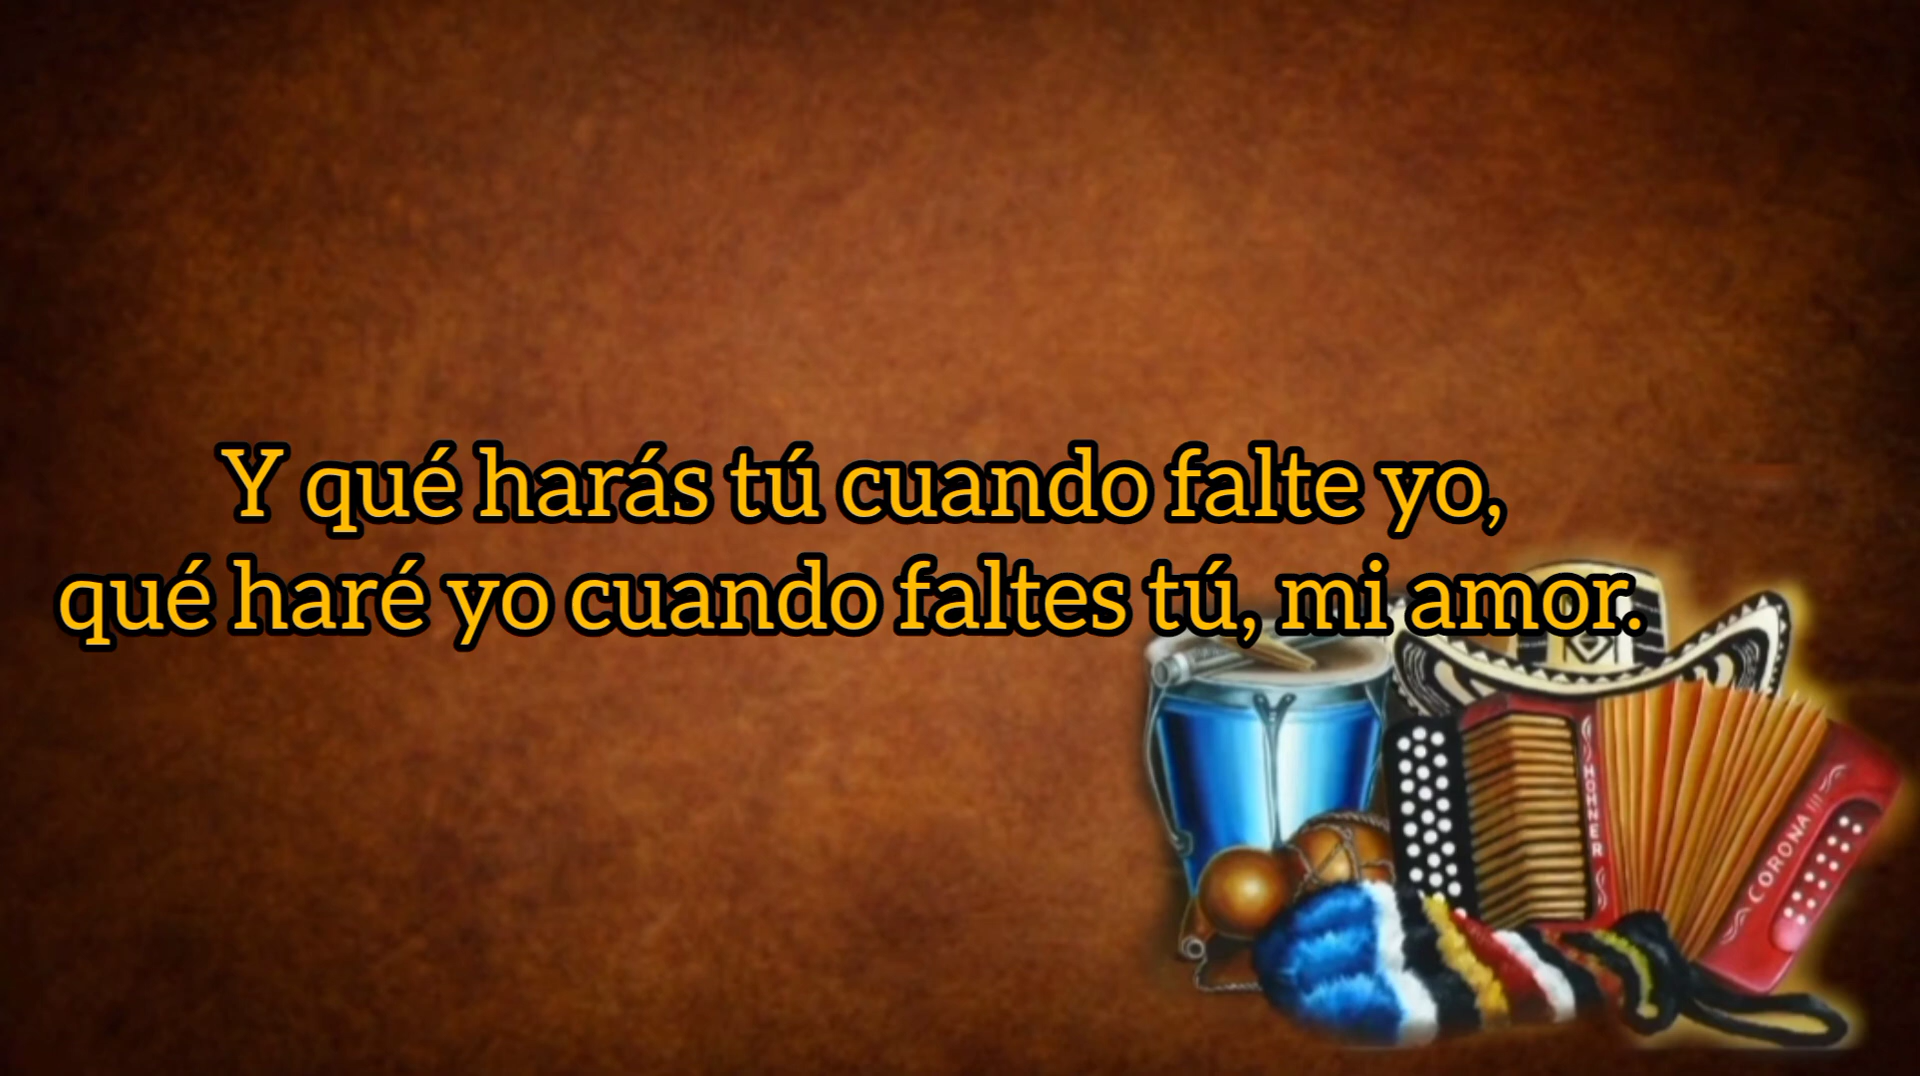 Y qué harás tú cuando falte yo,
qué haré yo cuando faltes tú, mi amor.
HOHNER
CORONA III